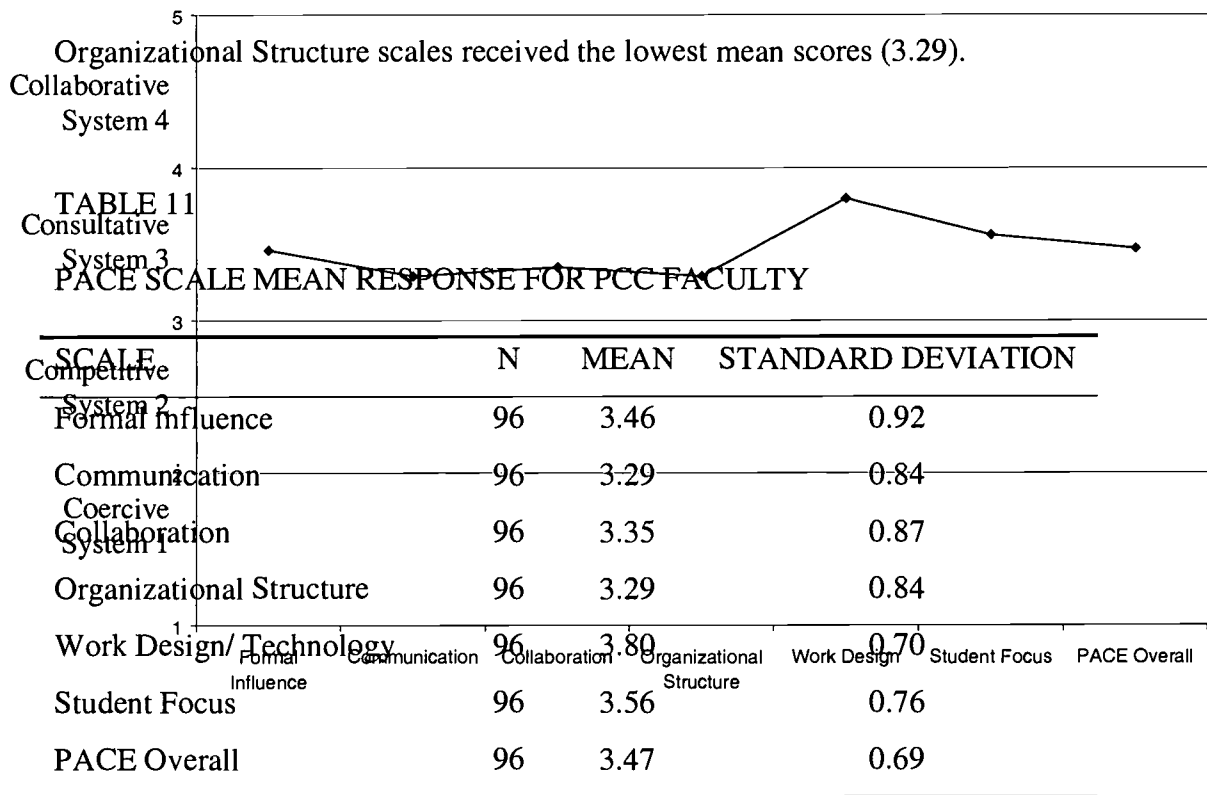 5
Organizational Structure scales received the lowest mean scores (3.29).
Collaborative
System 4
4
TABLE 11
Consultative
System 3
PACE SCALE MEAN RESPONSE FOR PCC FACULTY
3
SCALE N MEAN STANDARD DEVIATION
Competitive
System 2
Formal Influence 96 3.46 0.92
2
Communication 96 3.29 0.84
Coercive
System 1
Collaboration 96 3.35 0.87
Organizational Structure 96 3.29 0.84
1
Work Design/ Technology 96 3.80 0.70
Formal Influence Communication Collaboration Organizational Structure Work Design Student Focus PACE Overall
Student Focus 96 3.56 0.76
PACE Overall 96 3.47 0.69